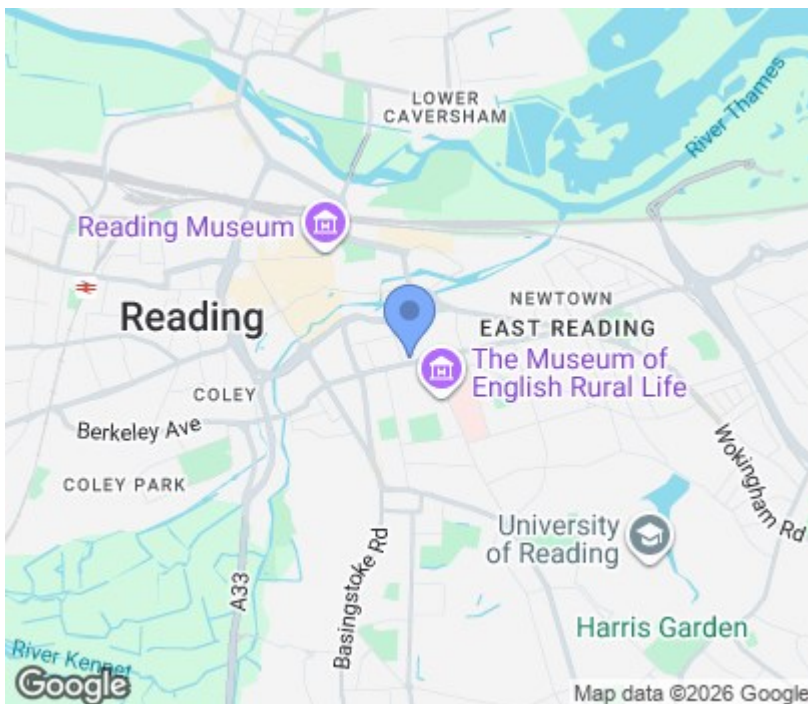 LOWER
CAVERSHAM
River Thames
Reading Museum
NEWTOWN
Reading
EAST READING
The Museum of
English Rural Life
COLEY
Berkeley Ave
Wokingham Rd
COLEY PARK
University
of Reading
Basingstoke Rd
A33
Harris Garden
River Kennet
Google
Map data ©2026 Google